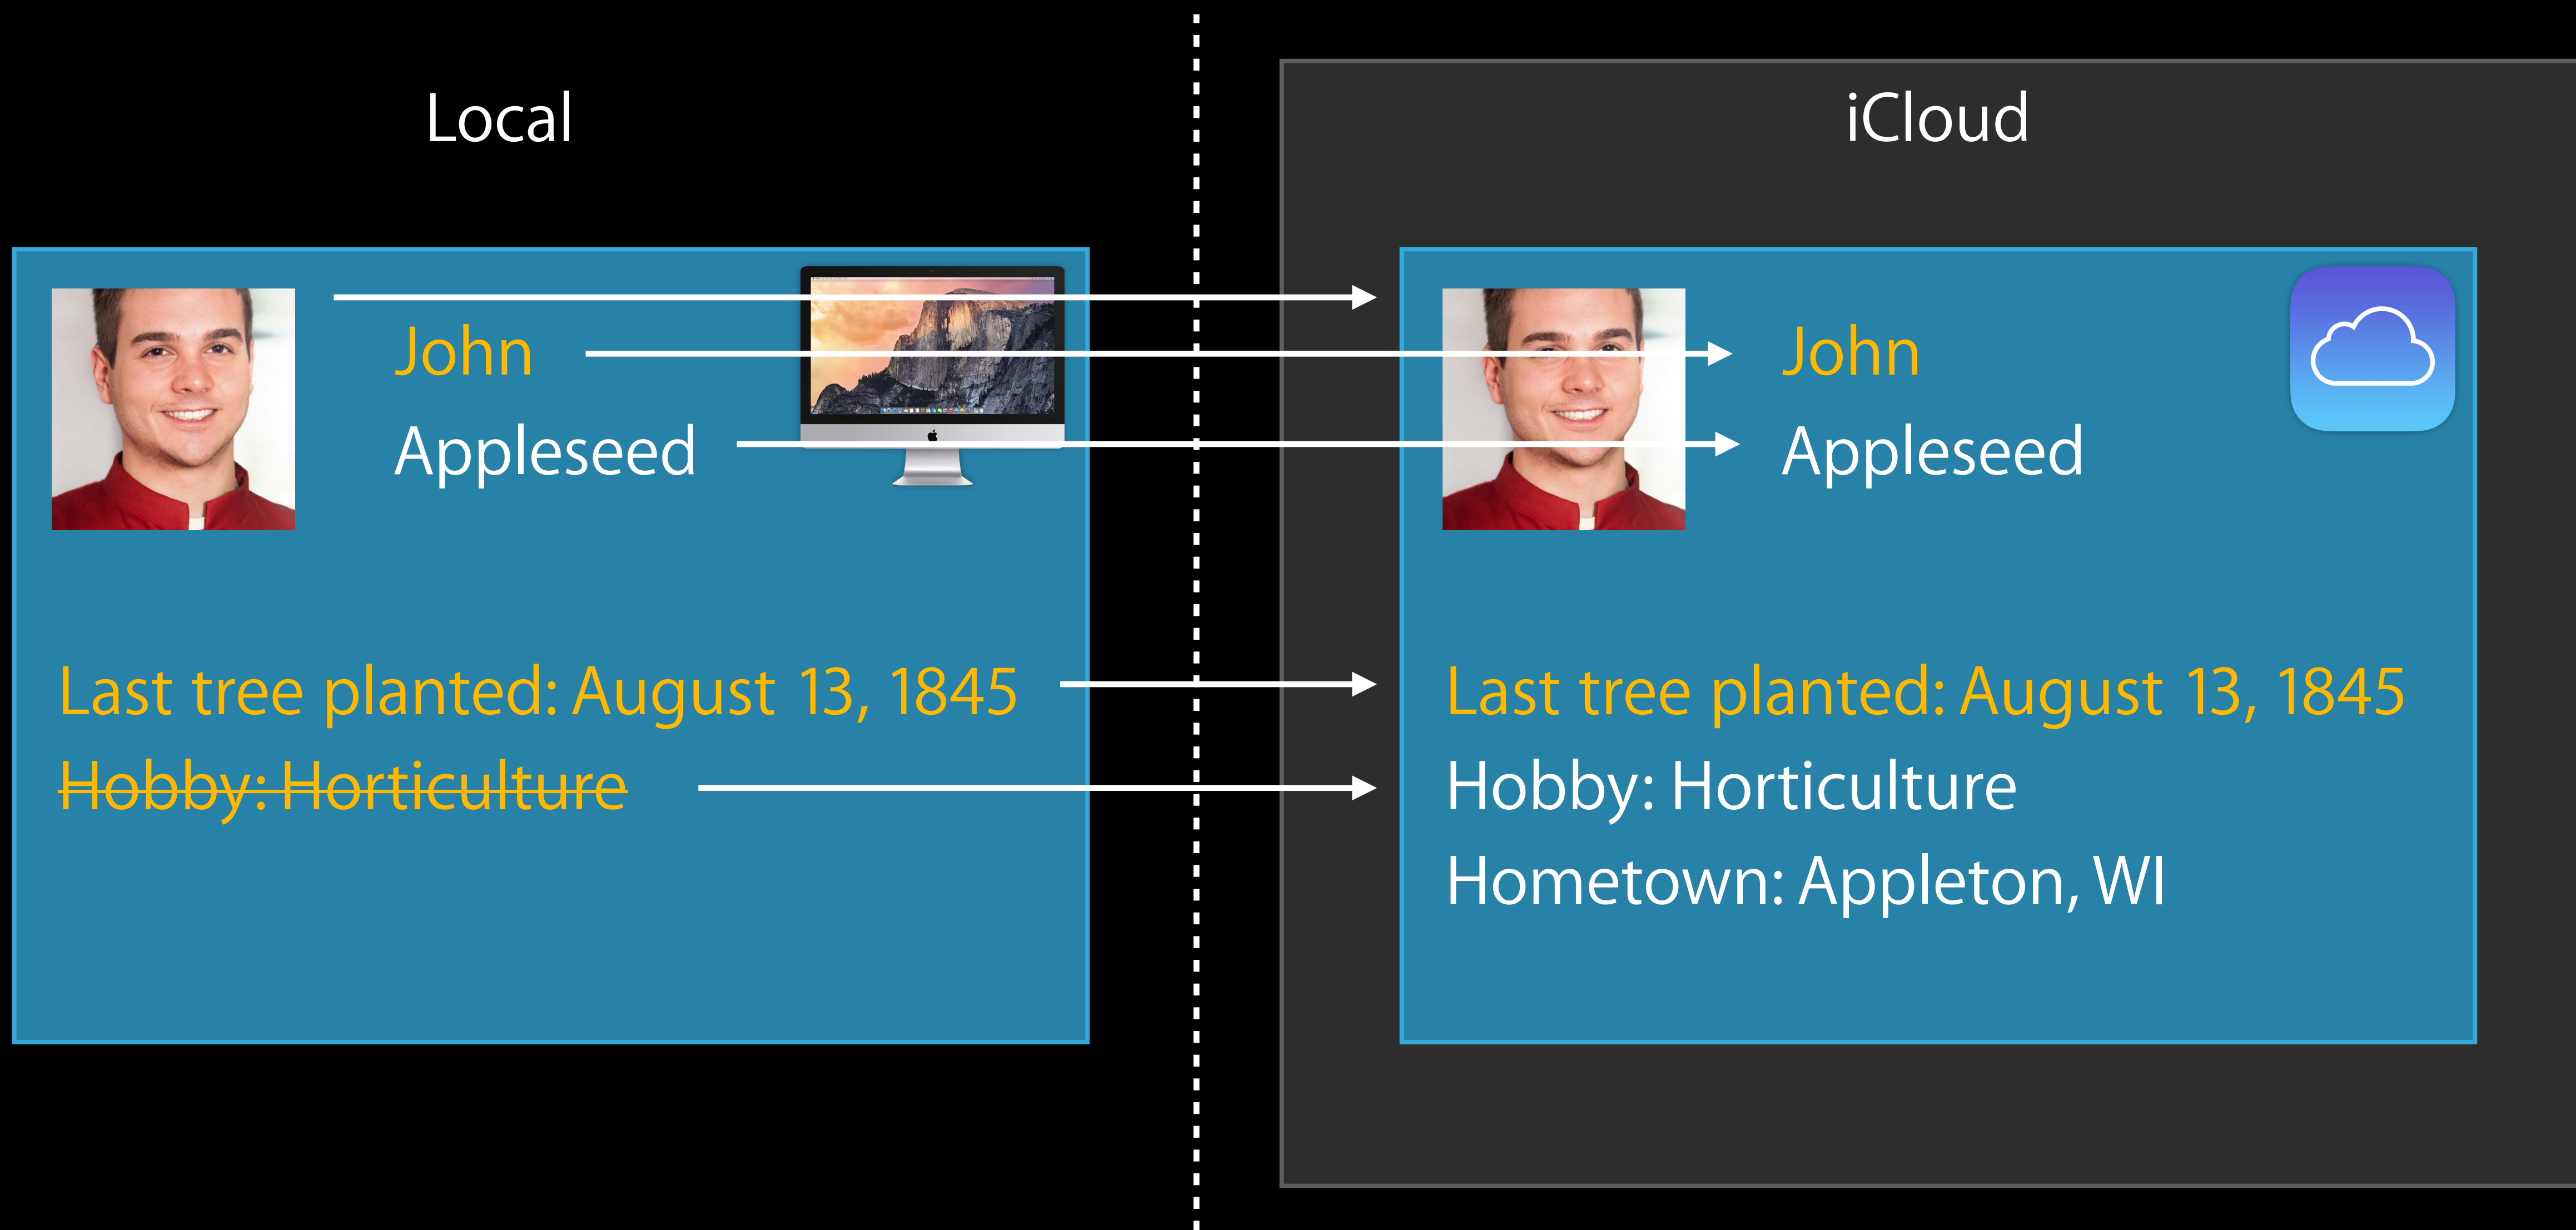 Local
iCloud
John
Appleseed
Last tree planted: August 13, 1845
Hobby: Horticulture
John
Appleseed
Last tree planted: August 13, 1845
Hobby: Horticulture
Hometown: Appleton, WI